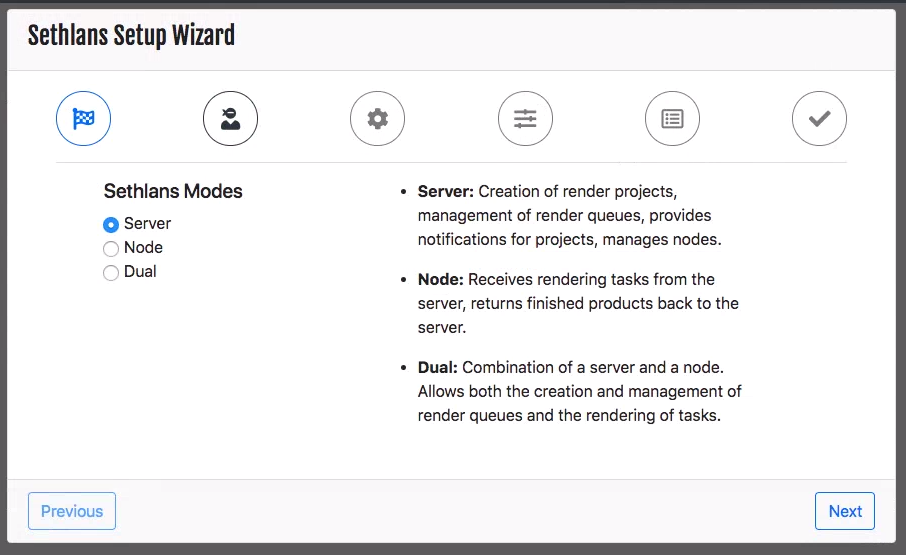 Sethlans Setup Wizard
Sethlans Modes
Server
Node
Dual
Server: Creation of render projects,
management of render queues, provides
notifications for projects, manages nodes.
Node: Receives rendering tasks from the
server, returns finished products back to the
server.
Dual: Combination of a server and a node.
Allows both the creation and management of
render queues and the rendering of tasks.
Previous
Next